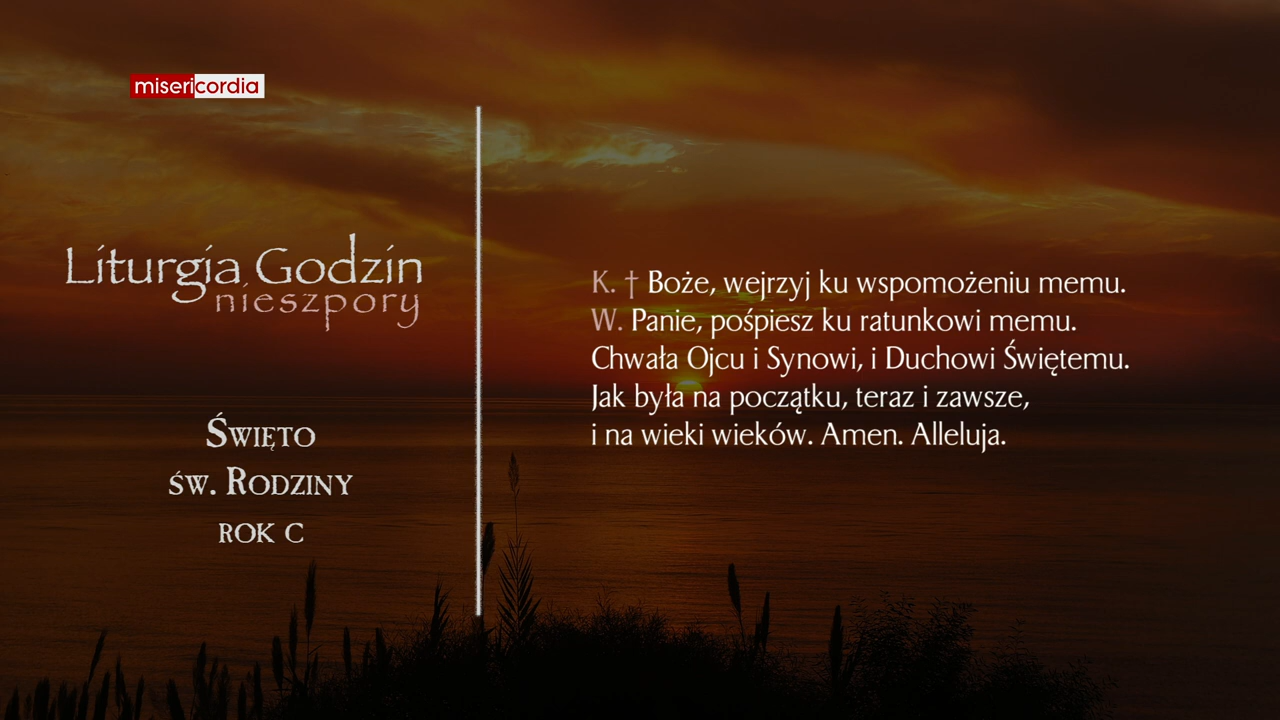 misericordia
Liturgia Godzin
nieszpory
Święto
św. Rodziny
rok C
K. † Boże, wejrzyj ku wspomożeniu memu.
W. Panie, pośpiesz ku ratunkowi memu.
Chwała Ojcu i Synowi, i Duchowi Świętemu.
Jak była na początku, teraz i zawsze,
i na wieki wieków. Amen. Alleluja.